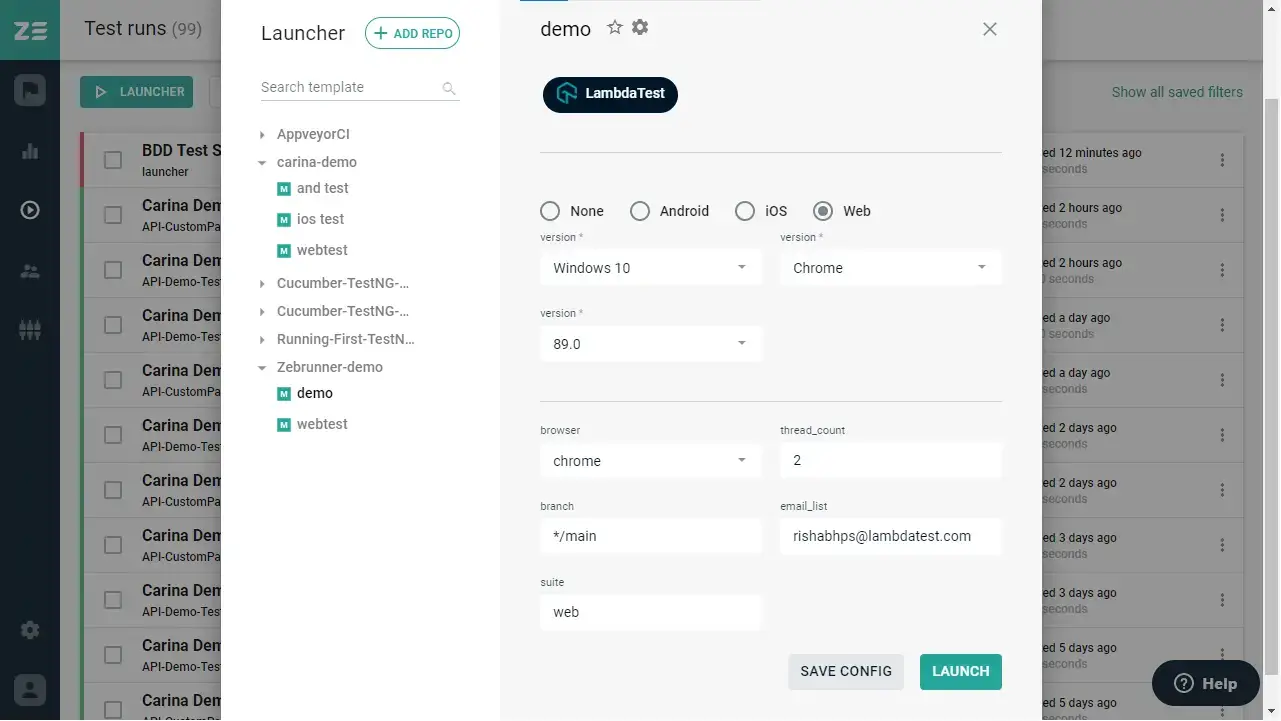 ZE
Test runs (99)
LAUNCHER
Show all saved filters
BDD Test S
launcher
ed 12 minutes ago
seconds
Carina Dem
API-CustomPa
ed 2 hours ago
seconds
Carina Dem
API-Demo-Test
ed 2 hours ago
seconds
Carina Dem
API-Demo-Test
ed a day ago
seconds
Carina Dem
API-CustomPa
ed a day ago
seconds
Carina Dem
API-Demo-Test
ed 2 days ago
seconds
Carina Dem
API-CustomPa
ed 2 days ago
seconds
Carina Dem
API-CustomPa
ed 3 days ago
seconds
Carina Dem
API-Demo-Test
ed 3 days ago
seconds
Carina Dem
API-Demo-Test
ed 5 days ago
seconds
Carina Dem
API-CustomPa
ed 5 days ago
Launcher
+ ADD REPO
Search template
AppveyorCI
carina-demo
M and test
M ios test
M webtest
Cucumber-TestNG-...
Cucumber-TestNG-...
Running-First-TestN...
Zebrunner-demo
M demo
M webtest
demo
LambdaTest
None Android iOS Web
version * version *
Windows 10 Chrome
version *
89.0
browser thread_count
chrome 2
branch email_list
*/main rishabhps@lambdatest.com
suite
web
SAVE CONFIG LAUNCH
? Help